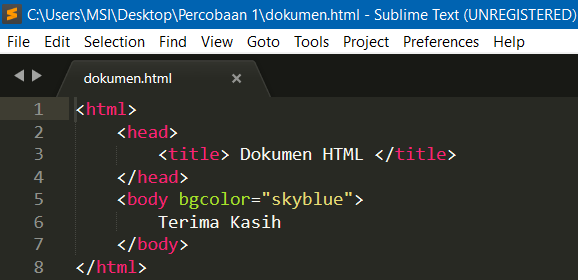 C:\Users\MSI\Desktop\Percobaan 1\dokumen.html - Sublime Text (UNREGISTERED)
File Edit Selection Find View Goto Tools Project Preferences Help
dokumen.html ×
1 <html>
2     <head>
3         <title> Dokumen HTML </title>
4     </head>
5     <body bgcolor="skyblue">
6         Terima Kasih
7     </body>
8 </html>